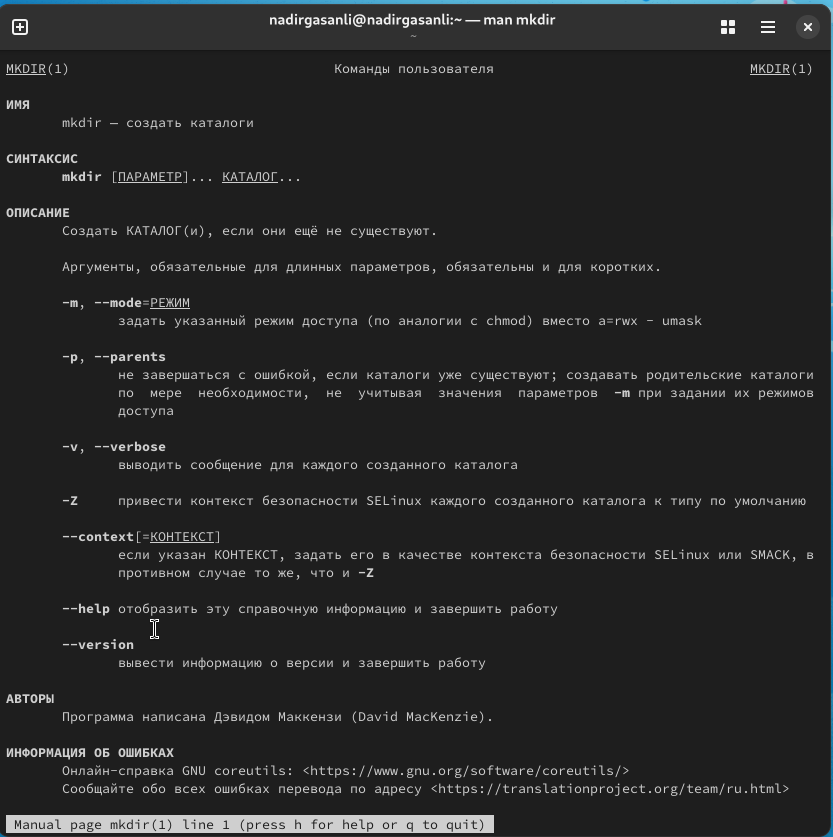 nadirgasanli@nadirgasanli:~ — man mkdir
~
MKDIR(1) Команды пользователя MKDIR(1)
ИМЯ
mkdir — создать каталоги
СИНТАКСИС
mkdir [ПАРАМЕТР]... КАТАЛОГ...
ОПИСАНИЕ
Создать КАТАЛОГ(и), если они ещё не существуют.
Аргументы, обязательные для длинных параметров, обязательны и для коротких.
-m, --mode=РЕЖИМ
задать указанный режим доступа (по аналогии с chmod) вместо a=rwx - umask
-p, --parents
не завершаться с ошибкой, если каталоги уже существуют; создавать родительские каталоги
по мере необходимости, не учитывая значения параметров -m при задании их режимов
доступа
-v, --verbose
выводить сообщение для каждого созданного каталога
-Z привести контекст безопасности SELinux каждого созданного каталога к типу по умолчанию
--context[=КОНТЕКСТ]
если указан КОНТЕКСТ, задать его в качестве контекста безопасности SELinux или SMACK, в
противном случае то же, что и -Z
--help отобразить эту справочную информацию и завершить работу
--version
вывести информацию о версии и завершить работу
АВТОРЫ
Программа написана Дэвидом Маккензи (David MacKenzie).
ИНФОРМАЦИЯ ОБ ОШИБКАХ
Онлайн-справка GNU coreutils: <https://www.gnu.org/software/coreutils/>
Сообщайте обо всех ошибках перевода по адресу <https://translationproject.org/team/ru.html>
Manual page mkdir(1) line 1 (press h for help or q to quit)